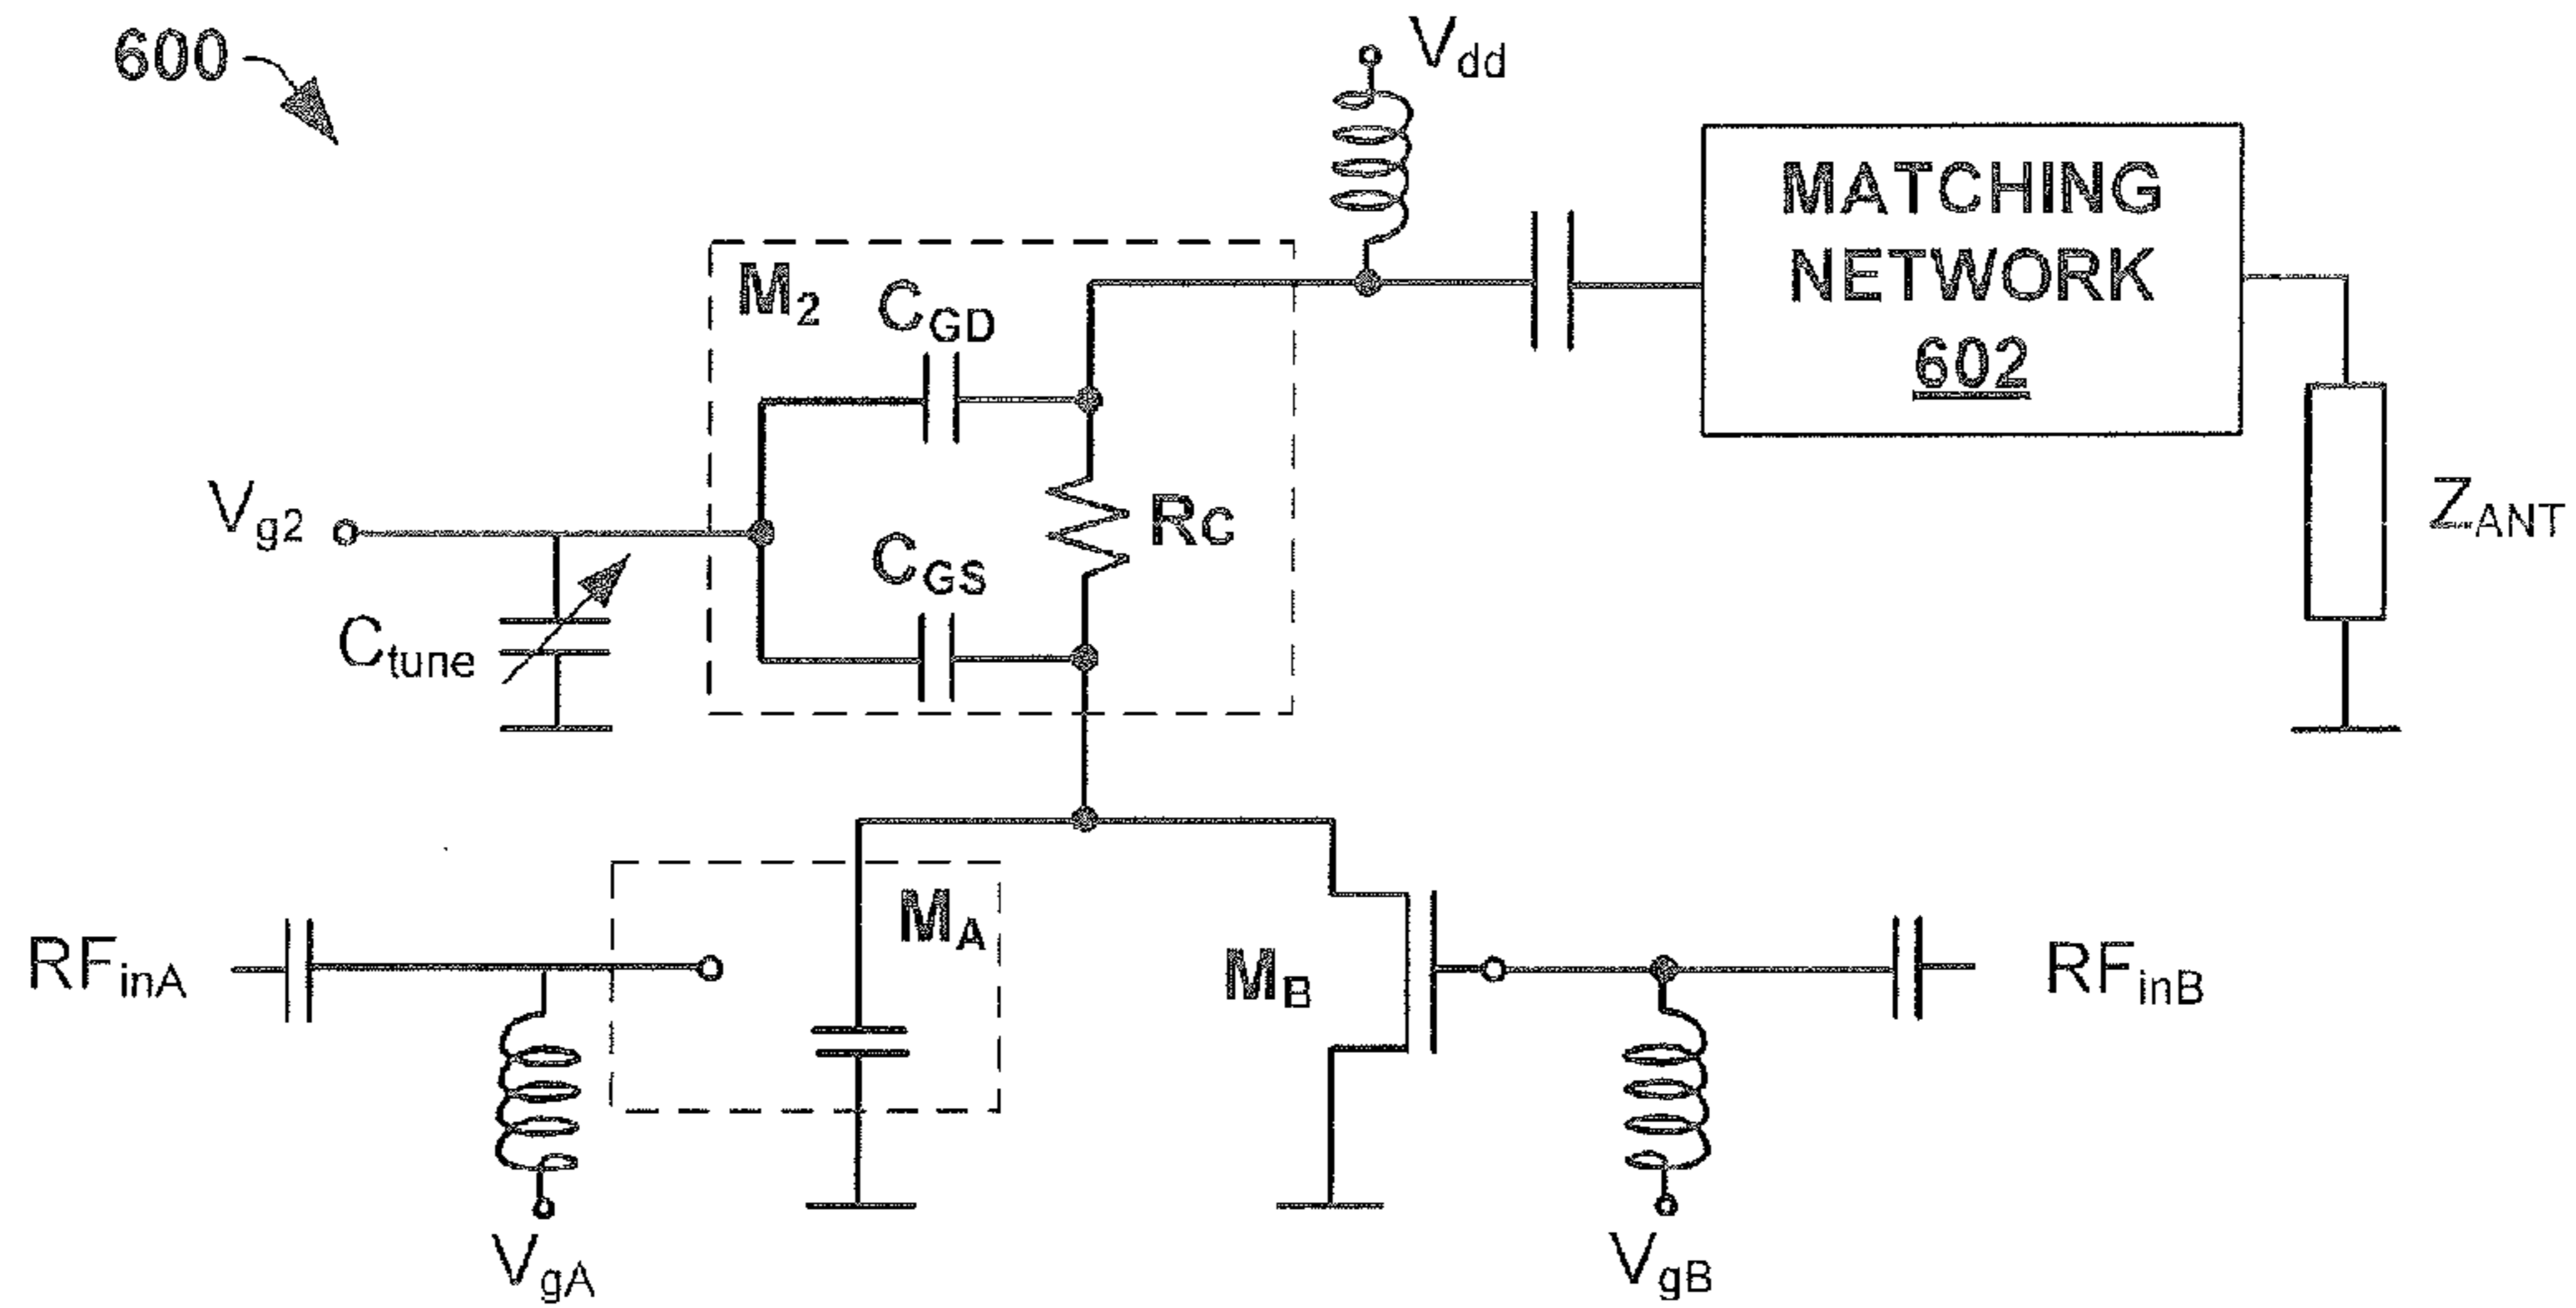 600
Vdd
MATCHING
NETWORK
602
M2
CGD
Vg2
RC
CGS
ZANT
Ctune
MA
RFinA
MB
RFinB
VgA
VgB